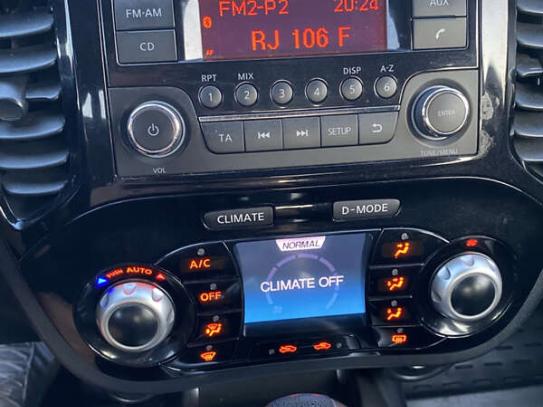 FM-AM
FM2-P2 20:24
AUX
CD
RJ 106 F
RPT MIX DISP A-Z
1 2 3 4 5 6
ENTER
TA SETUP
VOL
TUNE/MENU
CLIMATE D-MODE
NORMAL
A/C
PUSH AUTO
CLIMATE OFF
OFF